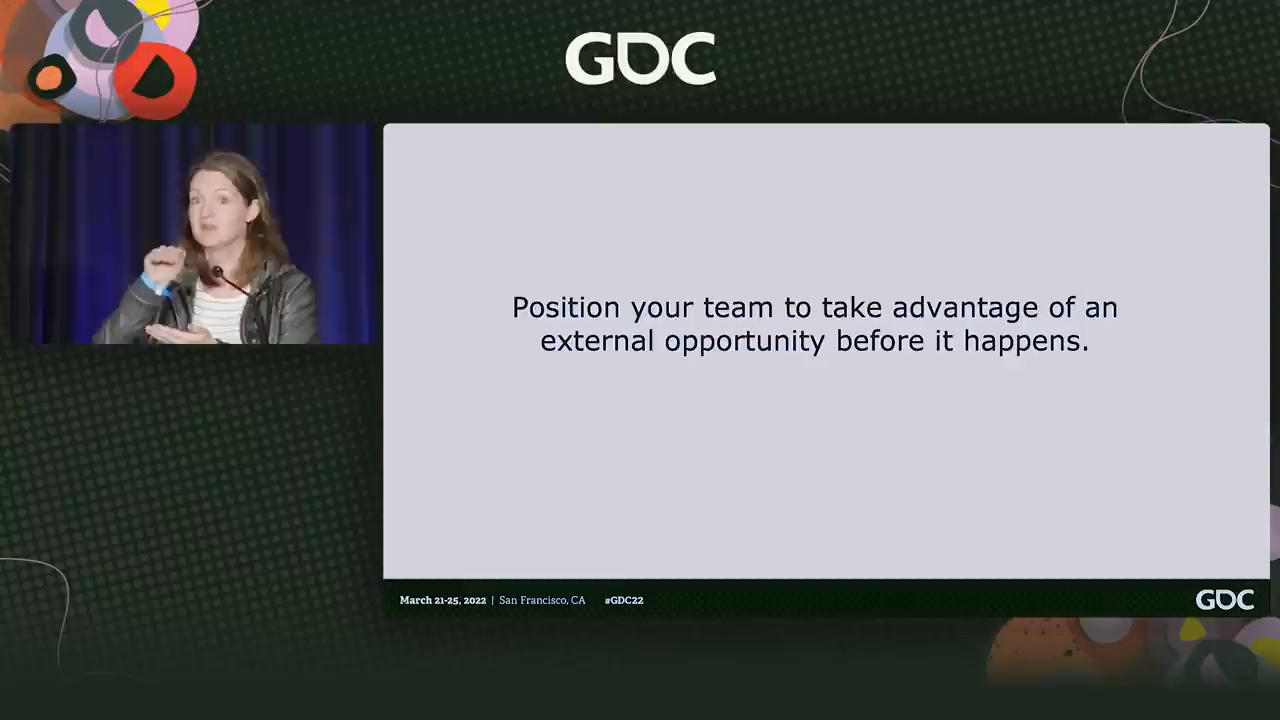 GDC
Position your team to take advantage of an
external opportunity before it happens.
March 21-25, 2022 | San Francisco, CA #GDC22
GDC